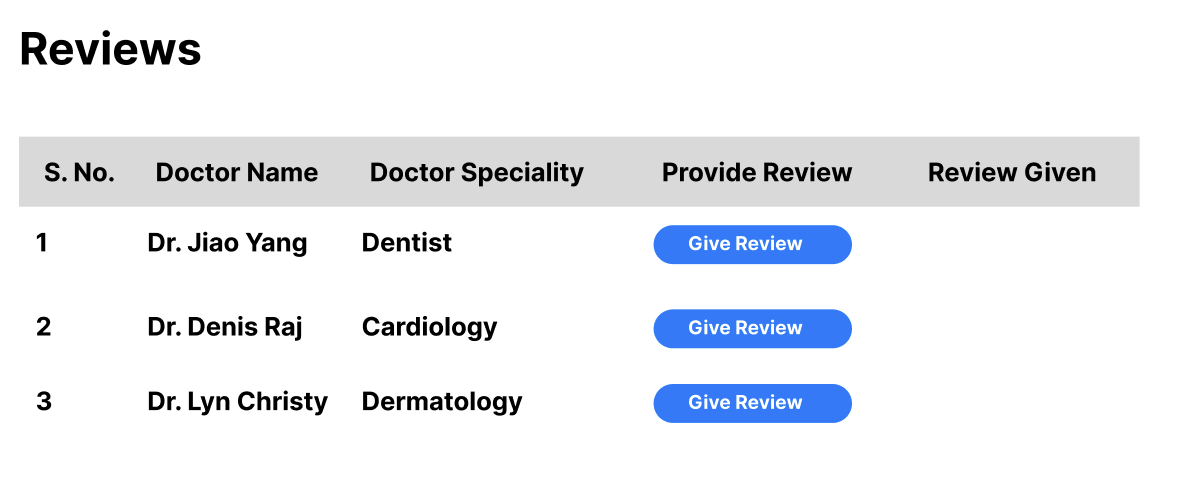 Reviews
S. No. Doctor Name Doctor Speciality Provide Review Review Given
1 Dr. Jiao Yang Dentist Give Review
2 Dr. Denis Raj Cardiology Give Review
3 Dr. Lyn Christy Dermatology Give Review